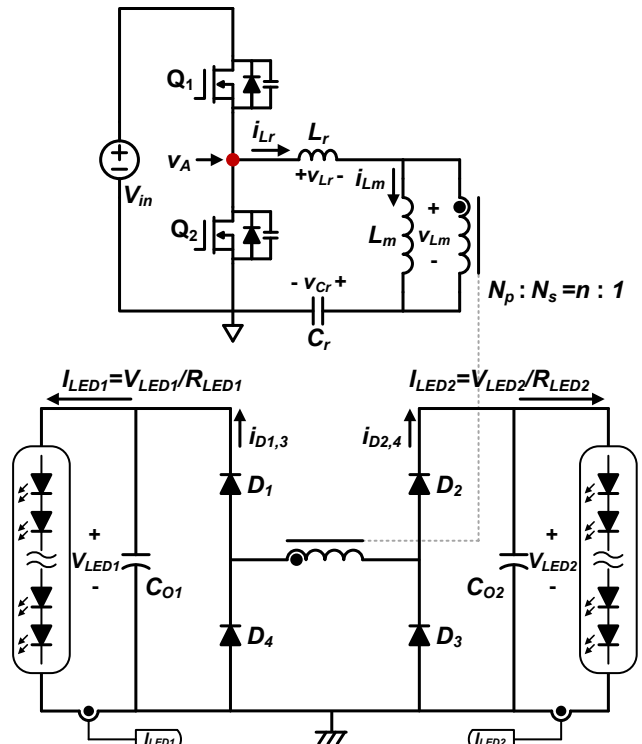 Q1
iLr
Lr
vA
+vLr-
iLm
Vin
Q2
Lm
+
vLm
-
- vCr +
Cr
Np : Ns =n : 1
ILED1=VLED1/RLED1
ILED2=VLED2/RLED2
iD1,3
iD2,4
D1
D2
+
VLED1
-
CO1
CO2
+
VLED2
-
D4
D3
ILED1
ILED2